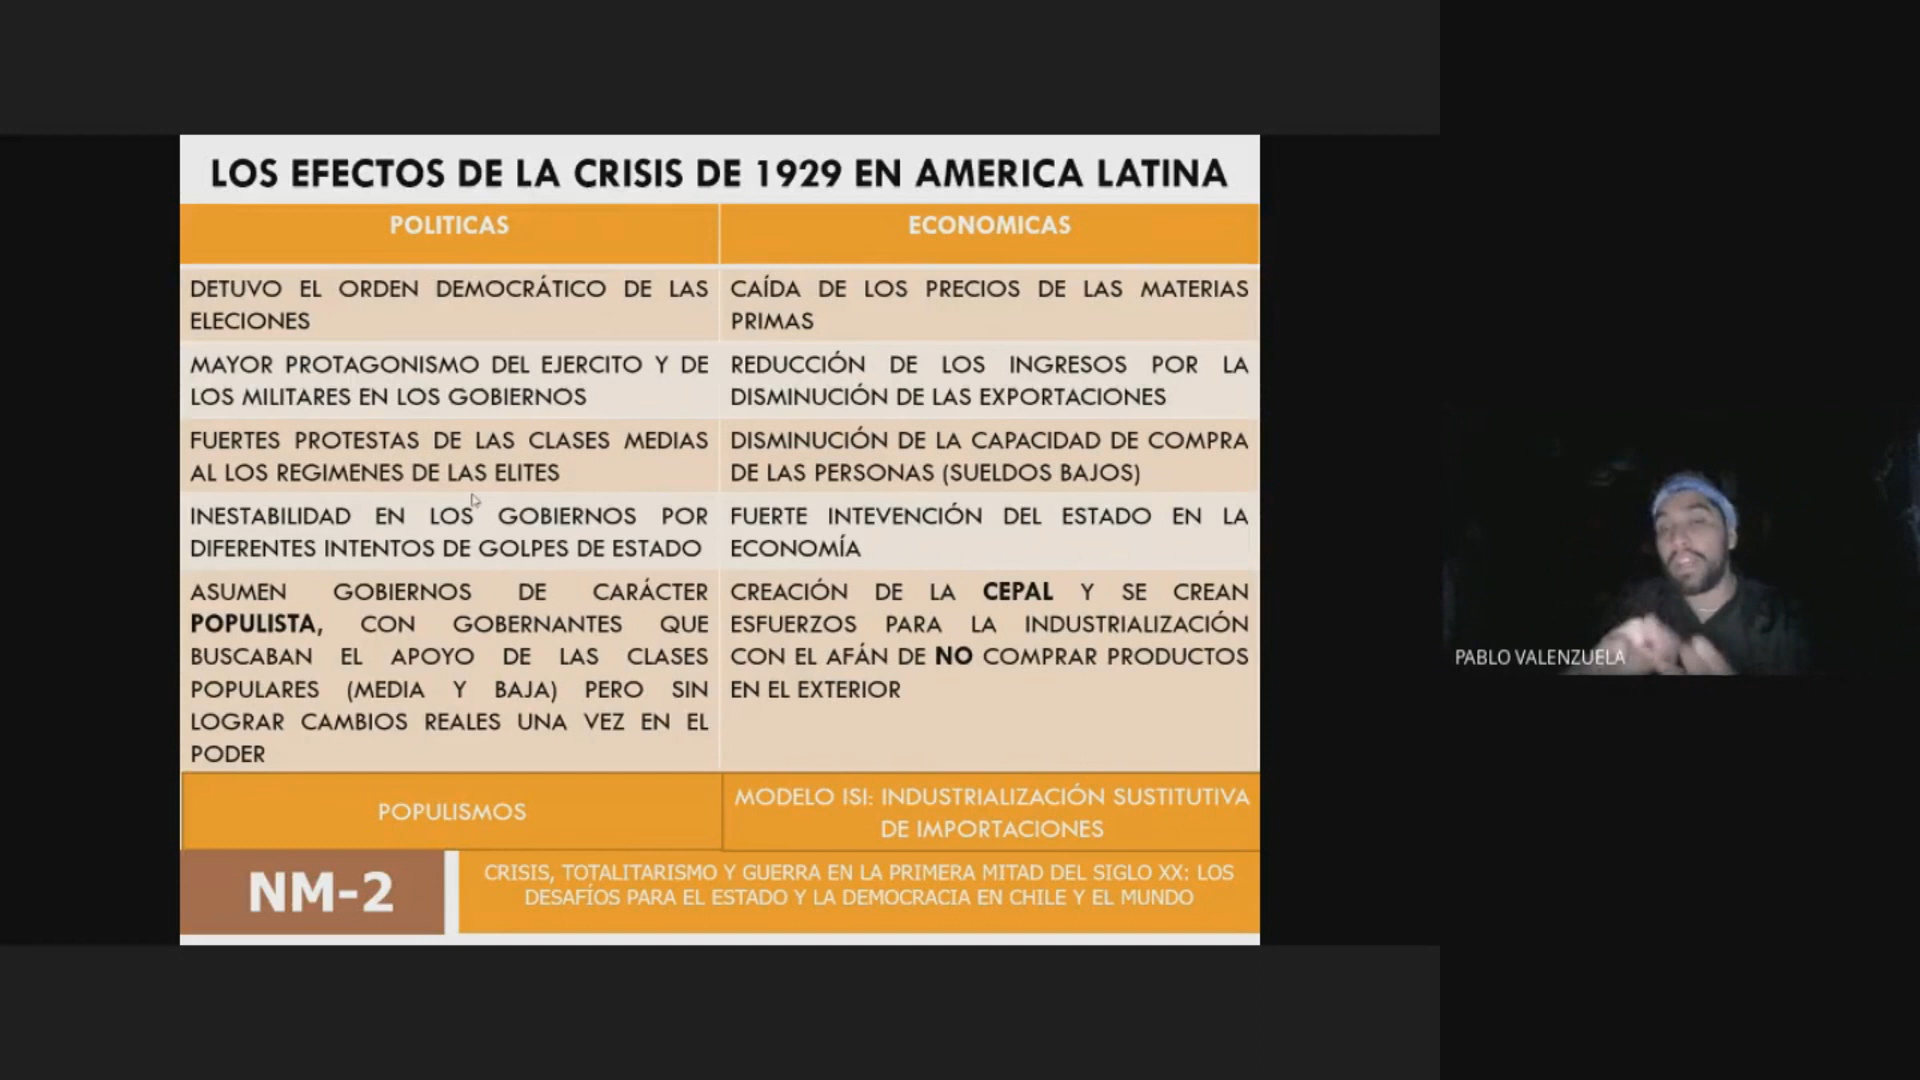 LOS EFECTOS DE LA CRISIS DE 1929 EN AMERICA LATINA
POLITICAS
ECONOMICAS
DETUVO EL ORDEN DEMOCRÁTICO DE LAS
ELECIONES
CAÍDA DE LOS PRECIOS DE LAS MATERIAS
PRIMAS
MAYOR PROTAGONISMO DEL EJERCITO Y DE
LOS MILITARES EN LOS GOBIERNOS
REDUCCIÓN DE LOS INGRESOS POR LA
DISMINUCIÓN DE LAS EXPORTACIONES
FUERTES PROTESTAS DE LAS CLASES MEDIAS
AL LOS REGIMENES DE LAS ELITES
DISMINUCIÓN DE LA CAPACIDAD DE COMPRA
DE LAS PERSONAS (SUELDOS BAJOS)
INESTABILIDAD EN LOS GOBIERNOS POR
DIFERENTES INTENTOS DE GOLPES DE ESTADO
FUERTE INTEVENCIÓN DEL ESTADO EN LA
ECONOMÍA
ASUMEN GOBIERNOS DE CARÁCTER
POPULISTA, CON GOBERNANTES QUE
BUSCABAN EL APOYO DE LAS CLASES
POPULARES (MEDIA Y BAJA) PERO SIN
LOGRAR CAMBIOS REALES UNA VEZ EN EL
PODER
CREACIÓN DE LA CEPAL Y SE CREAN
ESFUERZOS PARA LA INDUSTRIALIZACIÓN
CON EL AFÁN DE NO COMPRAR PRODUCTOS
EN EL EXTERIOR
POPULISMOS
MODELO ISI: INDUSTRIALIZACIÓN SUSTITUTIVA
DE IMPORTACIONES
NM-2
CRISIS, TOTALITARISMO Y GUERRA EN LA PRIMERA MITAD DEL SIGLO XX: LOS
DESAFÍOS PARA EL ESTADO Y LA DEMOCRACIA EN CHILE Y EL MUNDO
PABLO VALENZUELA